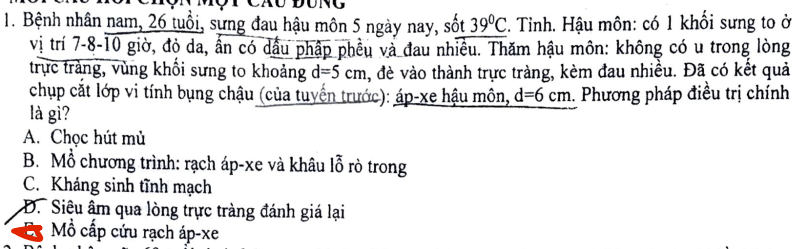 1. Bệnh nhân nam, 26 tuổi, sưng đau hậu môn 5 ngày nay, sốt 39⁰C. Tỉnh. Hậu môn: có 1 khối sưng to ở
vị trí 7-8-10 giờ, đỏ da, ấn có dấu phập phều và đau nhiều. Thăm hậu môn: không có u trong lòng
trực tràng, vùng khối sưng to khoảng d=5 cm, đè vào thành trực tràng, kèm đau nhiều. Đã có kết quả
chụp cắt lớp vi tính bụng chậu (của tuyến trước): áp-xe hậu môn, d=6 cm. Phương pháp điều trị chính
là gì?
A. Chọc hút mủ
B. Mổ chương trình: rạch áp-xe và khâu lỗ rò trong
C. Kháng sinh tĩnh mạch
D. Siêu âm qua lòng trực tràng đánh giá lại
Mổ cấp cứu rạch áp-xe